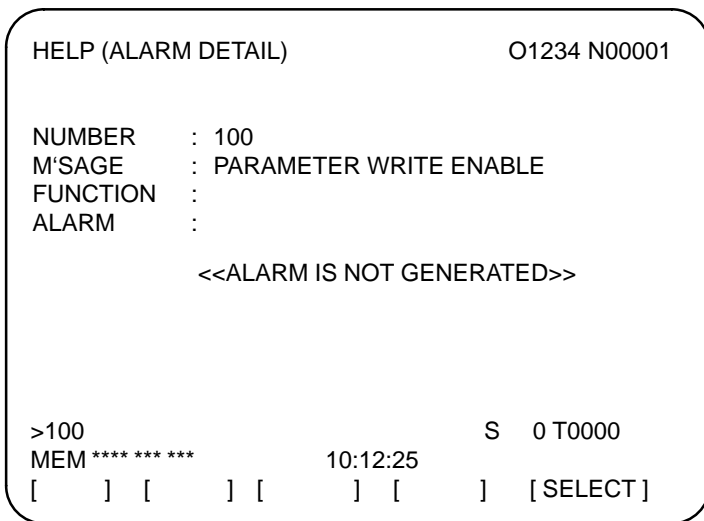 HELP (ALARM DETAIL) O1234 N00001
NUMBER : 100
M‘SAGE : PARAMETER WRITE ENABLE
FUNCTION :
ALARM :
<<ALARM IS NOT GENERATED>>
>100 S 0 T0000
MEM **** *** *** 10:12:25
[ ] [ ] [ ] [ ] [ SELECT ]